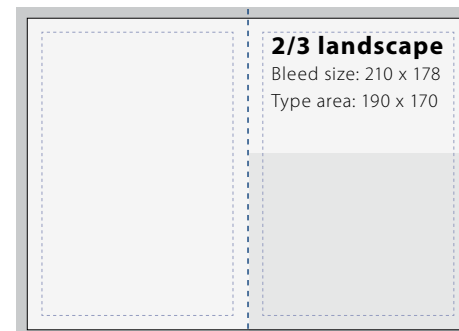 2/3 landscape
Bleed size: 210 x 178
Type area: 190 x 170